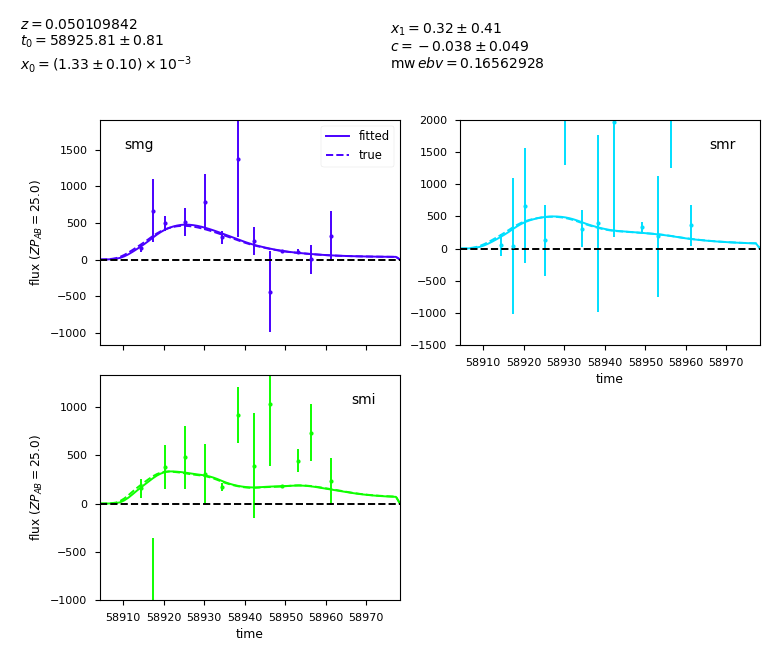 z = 0.050109842
t₀ = 58925.81 ± 0.81
x₀ = (1.33 ± 0.10) × 10⁻³
x₁ = 0.32 ± 0.41
c = −0.038 ± 0.049
mw ebv = 0.16562928
smg
fitted
true
1500
1000
500
0
−500
−1000
flux (ZP_AB = 25.0)
smr
2000
1500
1000
500
0
−500
−1000
−1500
58910 58920 58930 58940 58950 58960 58970
time
smi
1000
500
0
−500
−1000
flux (ZP_AB = 25.0)
58910 58920 58930 58940 58950 58960 58970
time